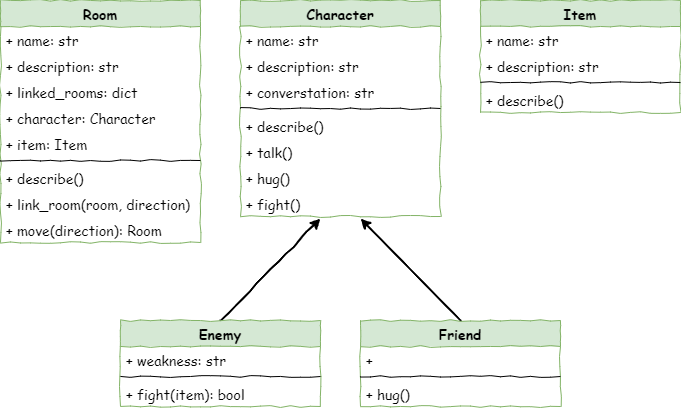 Room
+ name: str
+ description: str
+ linked_rooms: dict
+ character: Character
+ item: Item
+ describe()
+ link_room(room, direction)
+ move(direction): Room
Character
+ name: str
+ description: str
+ converstation: str
+ describe()
+ talk()
+ hug()
+ fight()
Item
+ name: str
+ description: str
+ describe()
Enemy
+ weakness: str
+ fight(item): bool
Friend
+
+ hug()